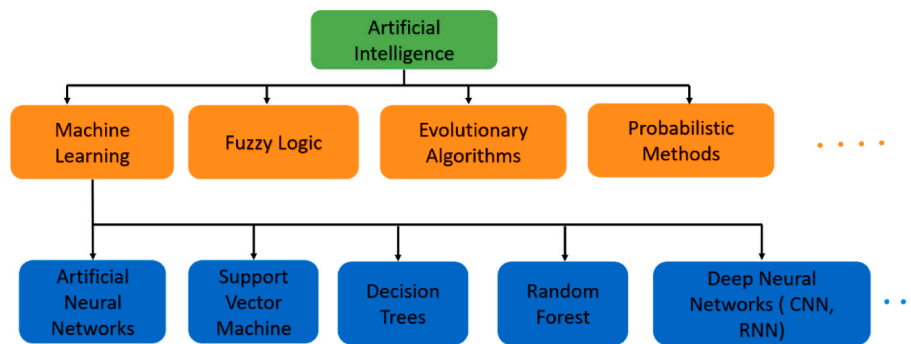 Artificial
Intelligence
Machine
Learning
Fuzzy Logic
Evolutionary
Algorithms
Probabilistic
Methods
Artificial
Neural
Networks
Support
Vector
Machine
Decision
Trees
Random
Forest
Deep Neural
Networks ( CNN,
RNN)